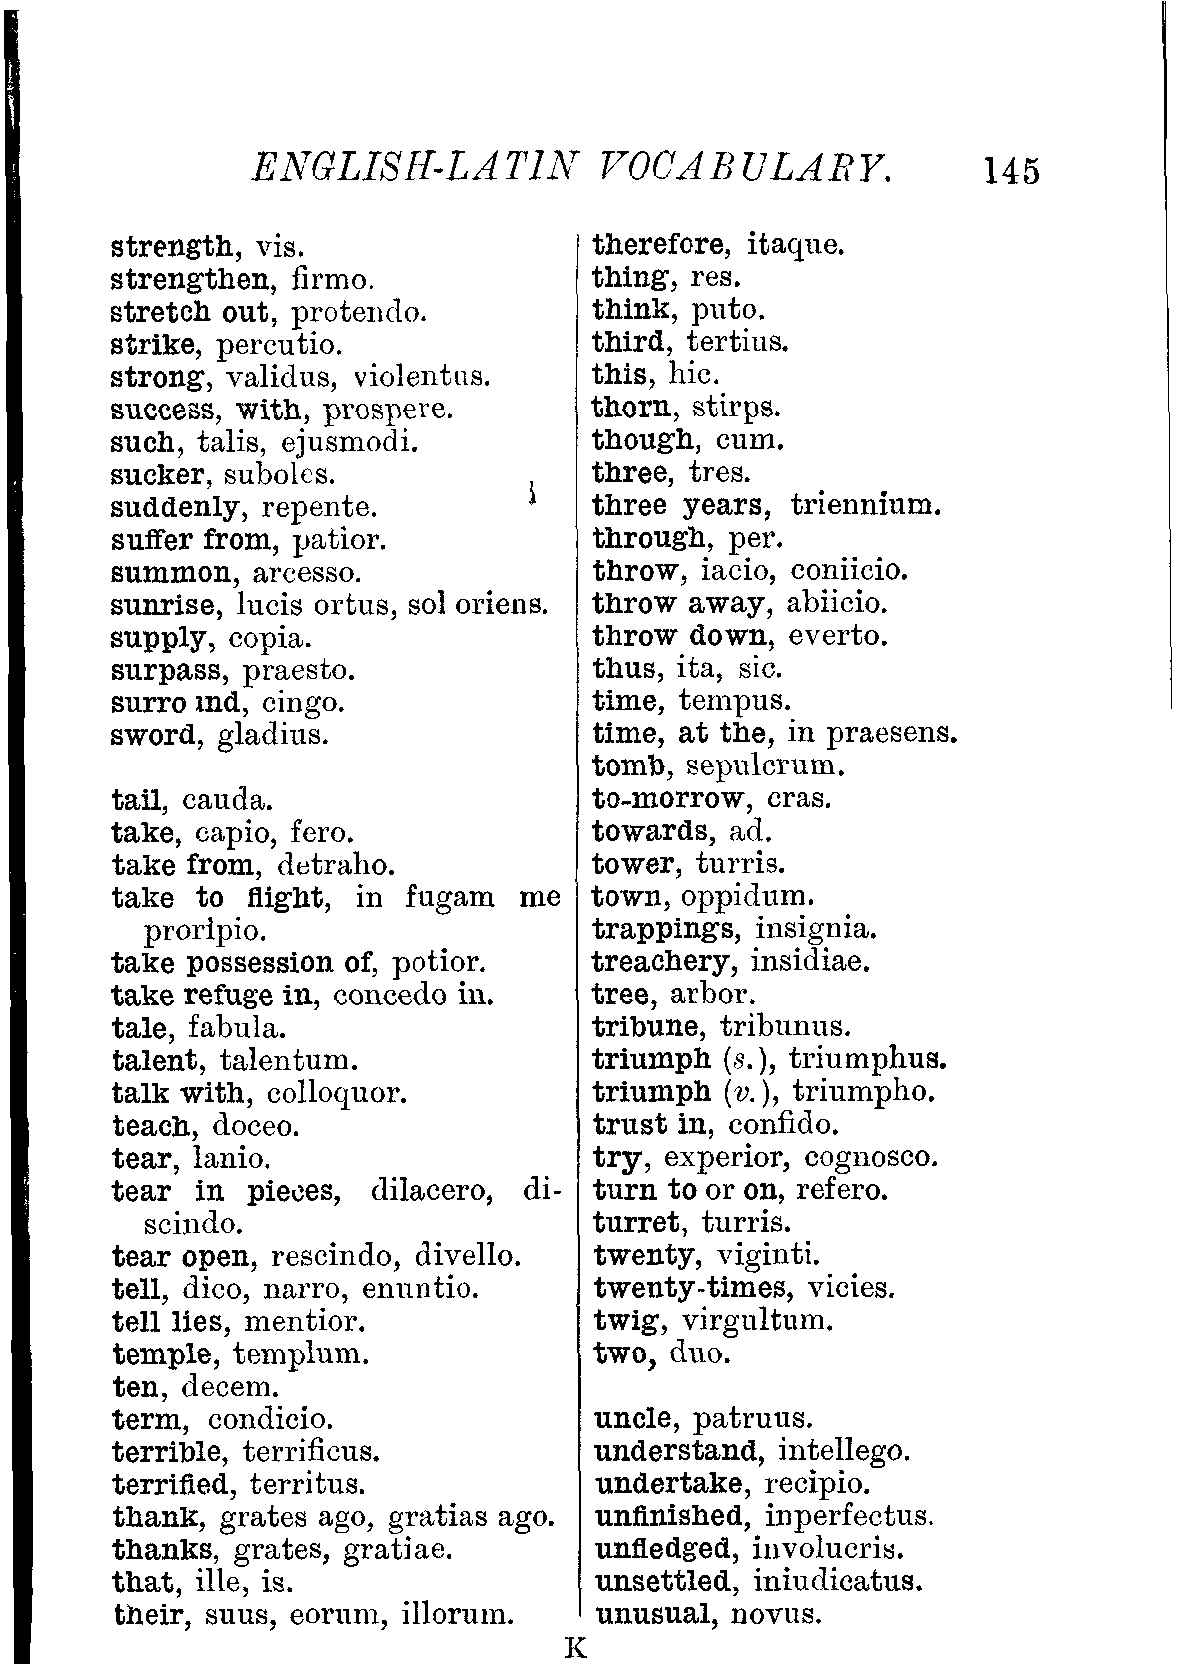 ENGLISH-LATIN VOCABULARY. 145
strength, vis.
strengthen, firmo.
stretch out, protendo.
strike, percutio.
strong, validus, violentus.
success, with, prospere.
such, talis, ejusmodi.
sucker, suboles.
suddenly, repente.
suffer from, patior.
summon, arcesso.
sunrise, lucis ortus, sol oriens.
supply, copia.
surpass, praesto.
surround, cingo.
sword, gladius.
tail, cauda.
take, capio, fero.
take from, detraho.
take to flight, in fugam me
proripio.
take possession of, potior.
take refuge in, concedo in.
tale, fabula.
talent, talentum.
talk with, colloquor.
teach, doceo.
tear, lanio.
tear in pieces, dilacero, di-
scindo.
tear open, rescindo, divello.
tell, dico, narro, enuntio.
tell lies, mentior.
temple, templum.
ten, decem.
term, condicio.
terrible, terrificus.
terrified, territus.
thank, grates ago, gratias ago.
thanks, grates, gratiae.
that, ille, is.
their, suus, eorum, illorum.
therefore, itaque.
thing, res.
think, puto.
third, tertius.
this, hic.
thorn, stirps.
though, cum.
three, tres.
three years, triennium.
through, per.
throw, iacio, coniicio.
throw away, abiicio.
throw down, everto.
thus, ita, sic.
time, tempus.
time, at the, in praesens.
tomb, sepulcrum.
to-morrow, cras.
towards, ad.
tower, turris.
town, oppidum.
trappings, insignia.
treachery, insidiae.
tree, arbor.
tribune, tribunus.
triumph (s.), triumphus.
triumph (v.), triumpho.
trust in, confido.
try, experior, cognosco.
turn to or on, refero.
turret, turris.
twenty, viginti.
twenty-times, vicies.
twig, virgultum.
two, duo.
uncle, patruus.
understand, intellego.
undertake, recipio.
unfinished, inperfectus.
unfledged, involucris.
unsettled, iniudicatus.
unusual, novus.
K